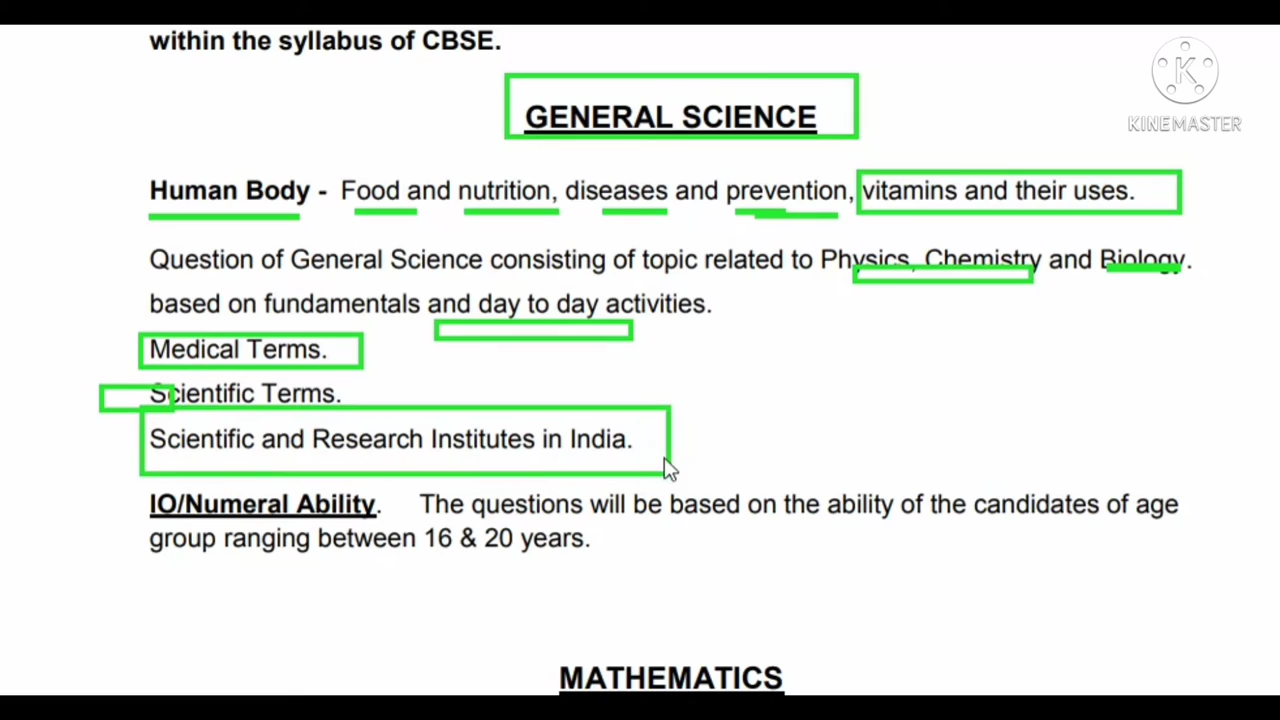 within the syllabus of CBSE.
K
KINEMASTER
GENERAL SCIENCE
Human Body - Food and nutrition, diseases and prevention, vitamins and their uses.
Question of General Science consisting of topic related to Physics, Chemistry and Biology.
based on fundamentals and day to day activities.
Medical Terms.
Scientific Terms.
Scientific and Research Institutes in India.
IO/Numeral Ability. The questions will be based on the ability of the candidates of age
group ranging between 16 & 20 years.
MATHEMATICS